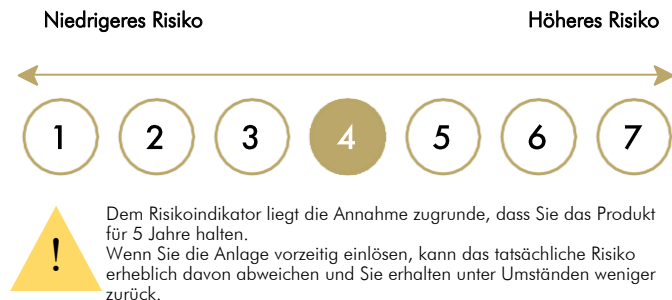 Niedrigeres Risiko Höheres Risiko
1 2 3 4 5 6 7
!
Dem Risikoindikator liegt die Annahme zugrunde, dass Sie das Produkt
für 5 Jahre halten.
Wenn Sie die Anlage vorzeitig einlösen, kann das tatsächliche Risiko
erheblich davon abweichen und Sie erhalten unter Umständen weniger
zurück.